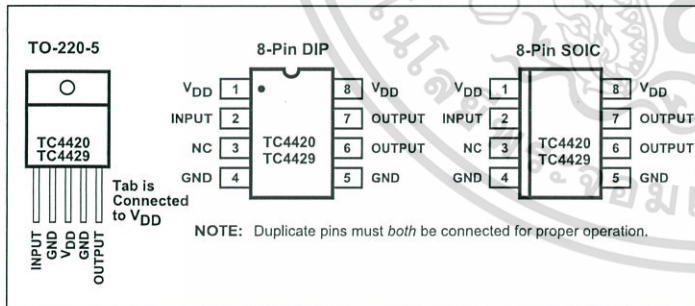 TO-220-5
TC4420
TC4429
Tab is
Connected
to VDD
INPUT
GND
VDD
GND
OUTPUT
8-Pin DIP
VDD 1
INPUT 2
NC 3
GND 4
TC4420
TC4429
8 VDD
7 OUTPUT
6 OUTPUT
5 GND
8-Pin SOIC
VDD 1
INPUT 2
NC 3
GND 4
TC4420
TC4429
8 VDD
7 OUTPUT
6 OUTPUT
5 GND
NOTE: Duplicate pins must both be connected for proper operation.